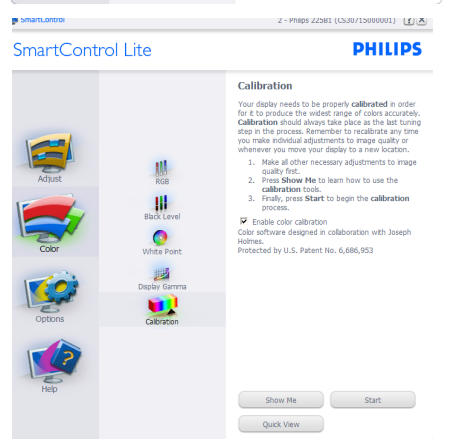 SmartControl
2 - Philips 225B1 (CS30715000001)
SmartControl Lite
PHILIPS
Adjust
Color
Options
Help
RGB
Black Level
White Point
Display Gamma
Calibration
Calibration
Your display needs to be properly calibrated in order
for it to produce the widest range of colors accurately.
Calibration should always take place as the last tuning
step in the process. Remember to recalibrate any time
you make individual adjustments to image quality or
whenever you move your display to a new location.
1. Make all other necessary adjustments to image
quality first.
2. Press Show Me to learn how to use the
calibration tools.
3. Finally, press Start to begin the calibration
process.
Enable color calibration
Color software designed in collaboration with Joseph
Holmes.
Protected by U.S. Patent No. 6,686,953
Show Me
Start
Quick View